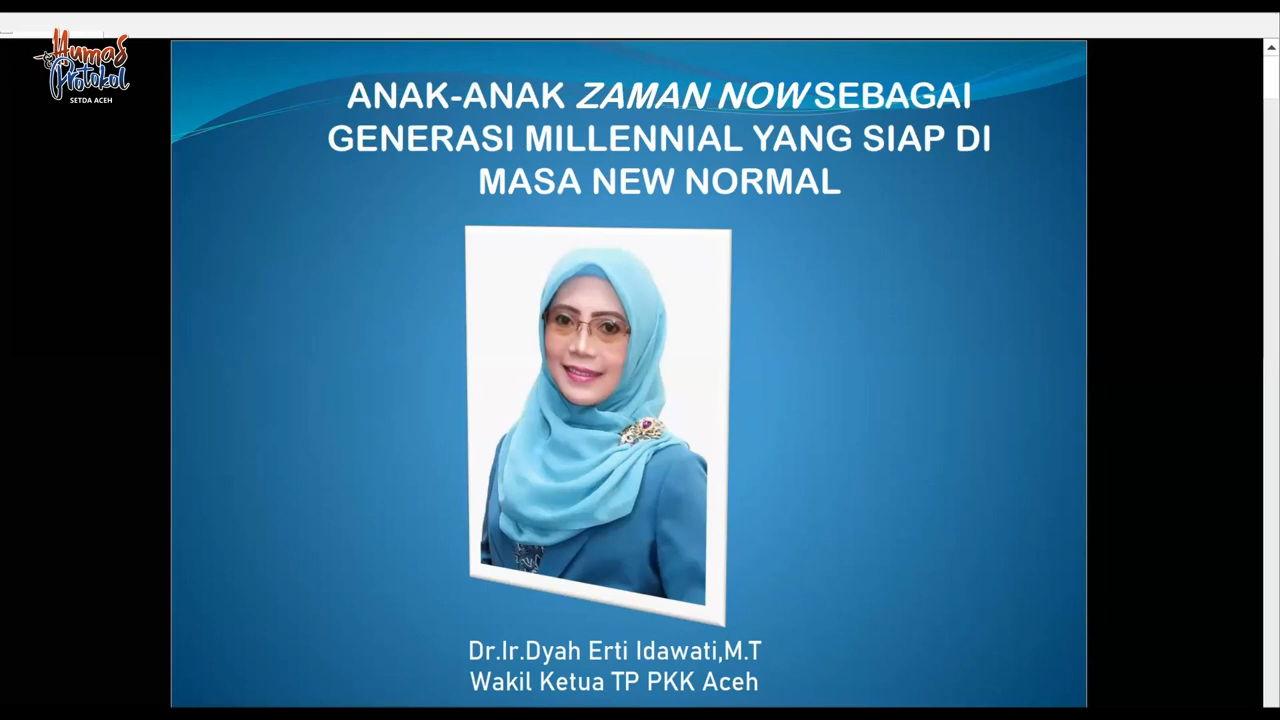 Humas
Protokol
SETDA ACEH
ANAK-ANAK ZAMAN NOW SEBAGAI
GENERASI MILLENNIAL YANG SIAP DI
MASA NEW NORMAL
Dr.Ir.Dyah Erti Idawati,M.T
Wakil Ketua TP PKK Aceh